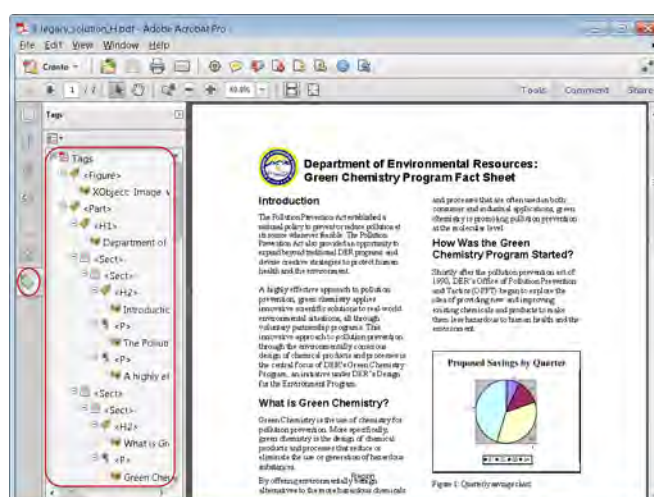 legacy_solution_H.pdf - Adobe Acrobat Pro
File Edit View Window Help
Create
1 / 1
Tools Comment Share
Tags
Tags
<Figure>
XObject: Image
<Part>
<H1>
Department of
<Sect>
<Sect>
<H2>
Introductio
<P>
The Polluti
<P>
A highly ef
<Sect>
<Sect>
<H2>
What is Gr
<P>
Green Chem
Department of Environmental Resources:
Green Chemistry Program Fact Sheet
Introduction
The Pollution Prevention Act established a
national policy to prevent or reduce pollution at
its source whenever feasible. The Pollution
Prevention Act also provided an opportunity to
expand beyond traditional DER programs and
devise creative strategies to protect human
health and the environment.
A highly effective approach to pollution
prevention, green chemistry applies
innovative scientific solutions to real-world
environmental situations, all through
voluntary partnership programs. This
innovative approach to pollution prevention
through the environmentally conscious
design of chemical products and processes is
the central focus of DER's Green Chemistry
Program, an initiative under DER's Design
for the Environment Program.
What is Green Chemistry?
Green Chemistry is the use of chemistry for
pollution prevention. More specifically,
green chemistry is the design of chemical
products and processes that reduce or
eliminate the use or generation of hazardous
substances.
By offering environmentally benign
alternatives to the more hazardous chemicals
and processes that are often used in both
consumer and industrial applications, green
chemistry is promoting pollution prevention
at the molecular level.
How Was the Green
Chemistry Program Started?
Shortly after the pollution prevention act of
1990, DER's Office of Pollution Prevention
and Toxics (OPPT) began to explore the
idea of providing new and improving
existing chemicals and products to make
them less hazardous to human health and the
environment.
Proposed Savings by Quarter
Figure 1: Quarterly savings chart